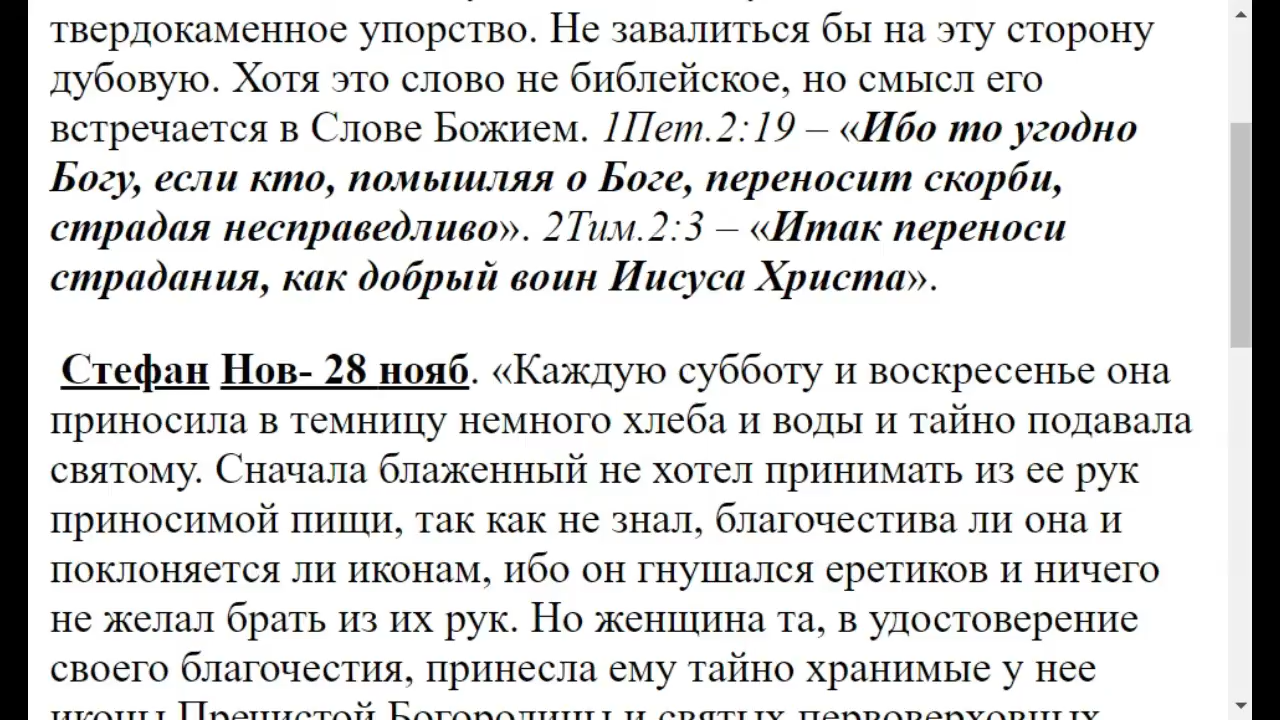 твердокаменное упорство. Не завалиться бы на эту сторону
дубовую. Хотя это слово не библейское, но смысл его
встречается в Слове Божием. 1Пет.2:19 – «Ибо то угодно
Богу, если кто, помышляя о Боге, переносит скорби,
страдая несправедливо». 2Тим.2:3 – «Итак переноси
страдания, как добрый воин Иисуса Христа».
Стефан Нов- 28 нояб. «Каждую субботу и воскресенье она
приносила в темницу немного хлеба и воды и тайно подавала
святому. Сначала блаженный не хотел принимать из ее рук
приносимой пищи, так как не знал, благочестива ли она и
поклоняется ли иконам, ибо он гнушался еретиков и ничего
не желал брать из их рук. Но женщина та, в удостоверение
своего благочестия, принесла ему тайно хранимые у нее
иконы Пречистой Богородицы и святых первоверховных